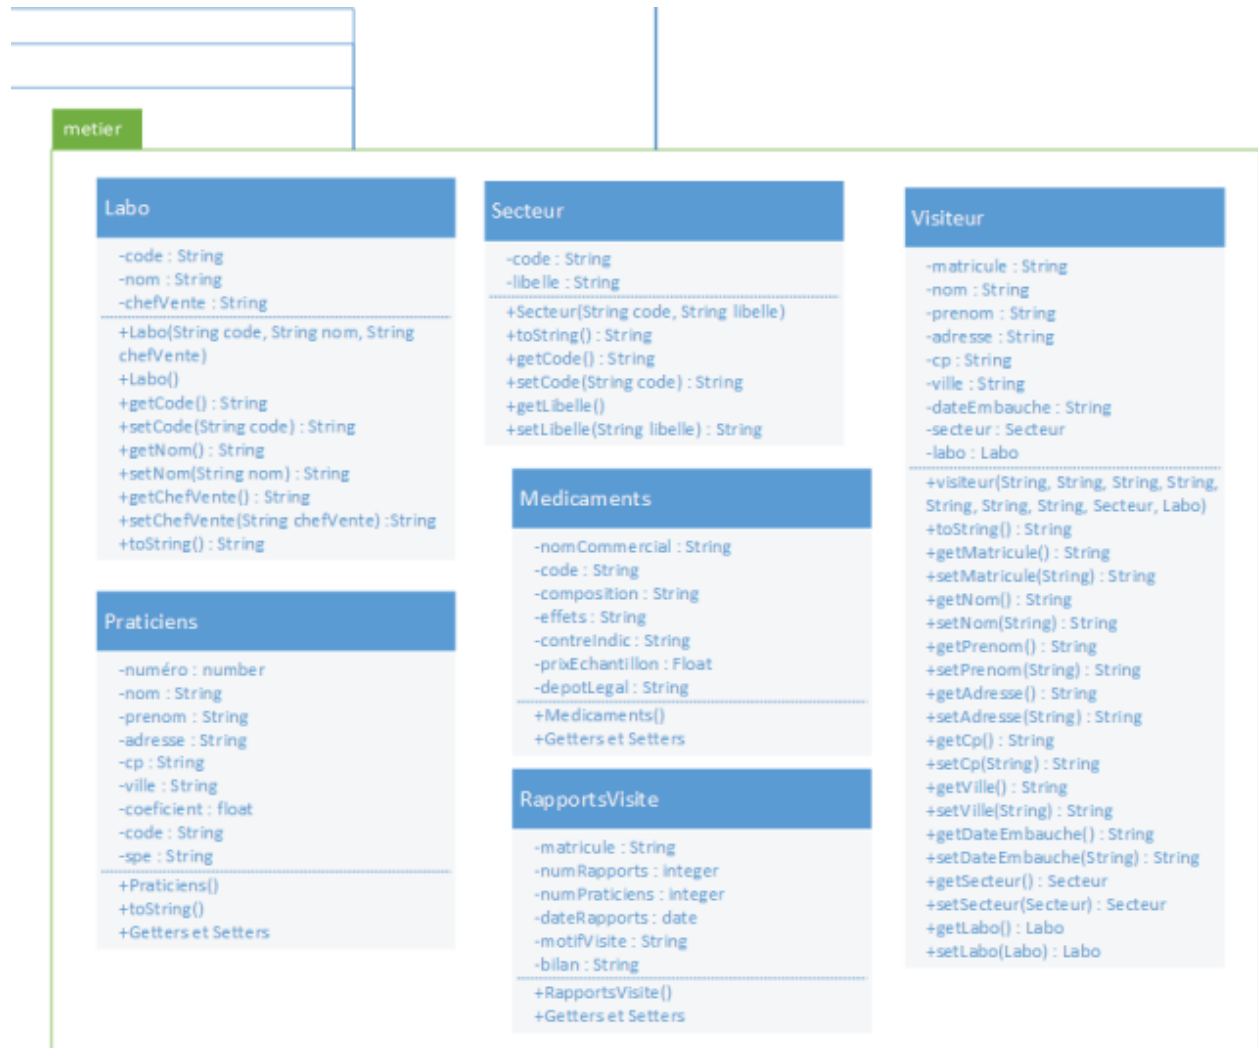 metier
Labo
-code : String
-nom : String
-chefVente : String
+Labo(String code, String nom, String
chefVente)
+Labo()
+getCode() : String
+setCode(String code) : String
+getNom() : String
+setNom(String nom) : String
+getChefVente() : String
+setChefVente(String chefVente) :String
+toString() : String
Secteur
-code : String
-libelle : String
+Secteur(String code, String libelle)
+toString() : String
+getCode() : String
+setCode(String code) : String
+getLibelle()
+setLibelle(String libelle) : String
Visiteur
-matricule : String
-nom : String
-prenom : String
-adresse : String
-cp : String
-ville : String
-dateEmbauche : String
-secteur : Secteur
-labo : Labo
+visiteur(String, String, String, String,
String, String, String, Secteur, Labo)
+toString() : String
+getMatricule() : String
+setMatricule(String) : String
+getNom() : String
+setNom(String) : String
+getPrenom() : String
+setPrenom(String) : String
+getAdresse() : String
+setAdresse(String) : String
+getCp() : String
+setCp(String) : String
+getVille() : String
+setVille(String) : String
+getDateEmbauche() : String
+setDateEmbauche(String) : String
+getSecteur() : Secteur
+setSecteur(Secteur) : Secteur
+getLabo() : Labo
+setLabo(Labo) : Labo
Medicaments
-nomCommercial : String
-code : String
-composition : String
-effets : String
-contreIndic : String
-prixEchantillon : Float
-depotLegal : String
+Medicaments()
+Getters et Setters
Praticiens
-numéro : number
-nom : String
-prenom : String
-adresse : String
-cp : String
-ville : String
-coeficient : float
-code : String
-spe : String
+Praticiens()
+toString()
+Getters et Setters
RapportsVisite
-matricule : String
-numRapports : integer
-numPraticiens : integer
-dateRapports : date
-motifVisite : String
-bilan : String
+RapportsVisite()
+Getters et Setters